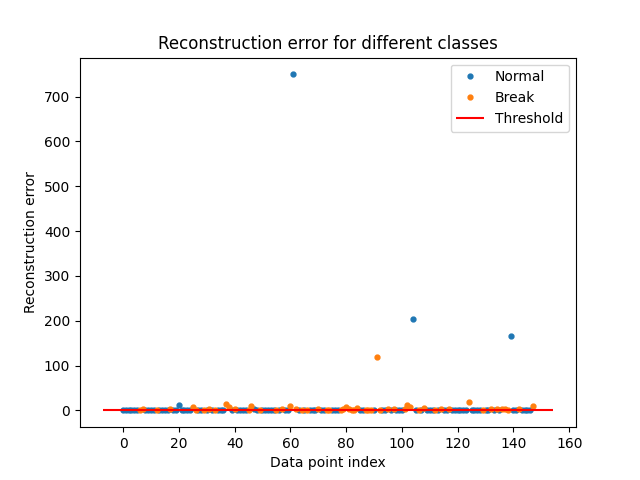 Reconstruction error for different classes
Normal
Break
Threshold
Reconstruction error
700
600
500
400
300
200
100
0
0 20 40 60 80 100 120 140 160
Data point index